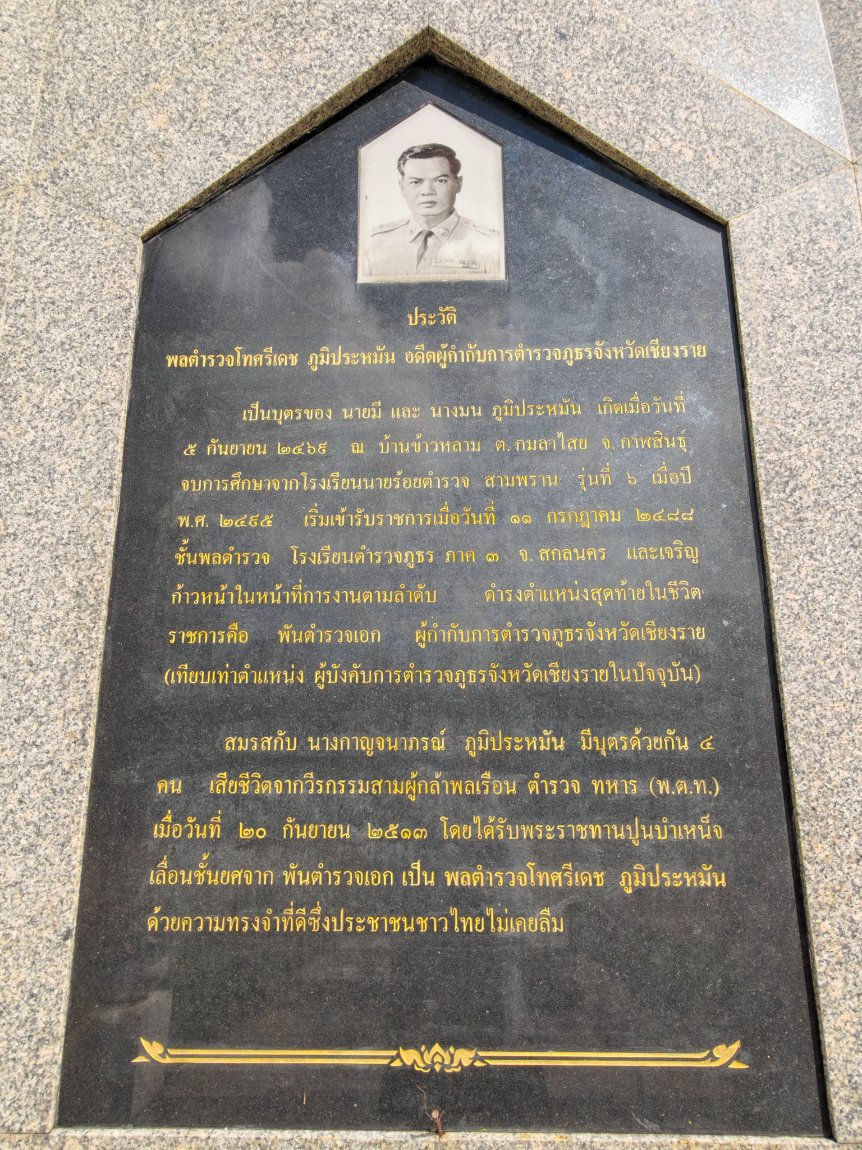 ประวัติ
พลตำรวจโทศรีเดช ภูมิประหมัน อดีตผู้กำกับการตำรวจภูธรจังหวัดเชียงราย
เป็นบุตรของ นายมี และ นางมน ภูมิประหมัน เกิดเมื่อวันที่
๕ กันยายน ๒๔๖๙ ณ บ้านข้าวหลาม ต.กมลาไสย จ.กาฬสินธุ์
จบการศึกษาจากโรงเรียนนายร้อยตำรวจ สามพราน รุ่นที่ ๖ เมื่อปี
พ.ศ. ๒๔๙๕ เริ่มเข้ารับราชการเมื่อวันที่ ๑๑ กรกฎาคม ๒๔๘๘
ชั้นพลตำรวจ โรงเรียนตำรวจภูธร ภาค ๓ จ.สกลนคร และเจริญ
ก้าวหน้าในหน้าที่การงานตามลำดับ ดำรงตำแหน่งสุดท้ายในชีวิต
ราชการคือ พันตำรวจเอก ผู้กำกับการตำรวจภูธรจังหวัดเชียงราย
(เทียบเท่าตำแหน่ง ผู้บังคับการตำรวจภูธรจังหวัดเชียงรายในปัจจุบัน)
สมรสกับ นางกาญจนาภรณ์ ภูมิประหมัน มีบุตรด้วยกัน ๔
คน เสียชีวิตจากวีรกรรมสามผู้กล้าพลเรือน ตำรวจ ทหาร (พ.ต.ท.)
เมื่อวันที่ ๒๐ กันยายน ๒๕๑๓ โดยได้รับพระราชทานปูนบำเหน็จ
เลื่อนชั้นยศจาก พันตำรวจเอก เป็น พลตำรวจโทศรีเดช ภูมิประหมัน
ด้วยความทรงจำที่ดีซึ่งประชาชนชาวไทยไม่เคยลืม